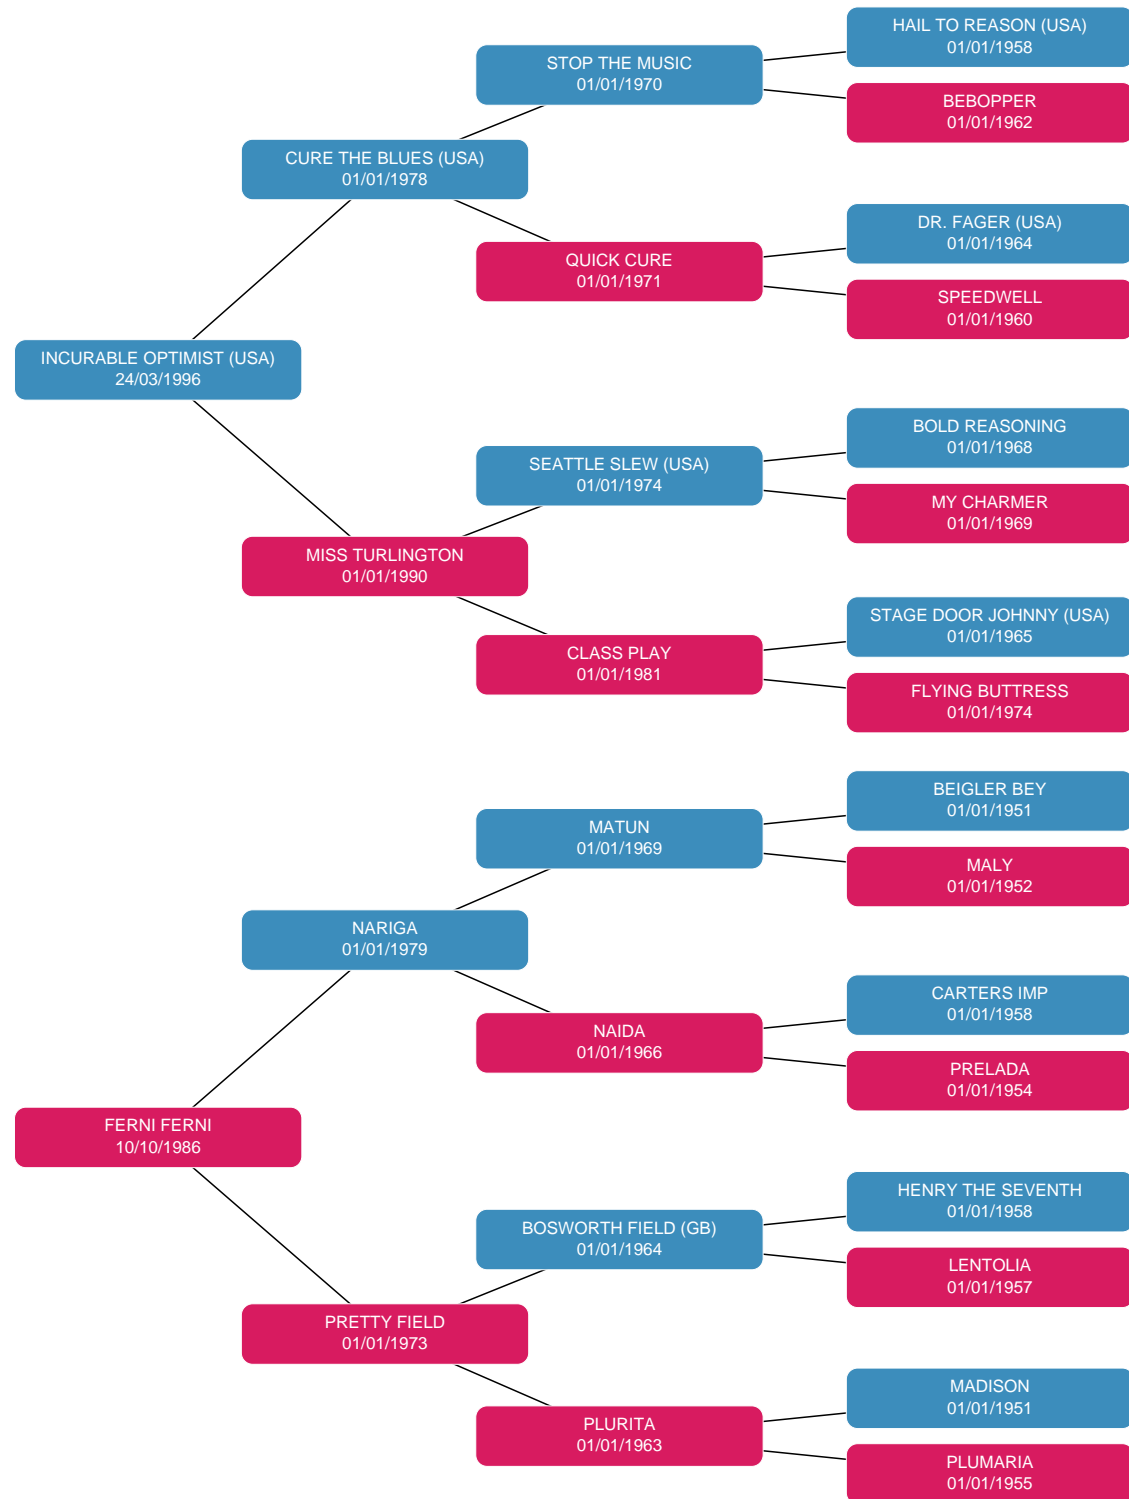 HAIL TO REASON (USA)
01/01/1958
STOP THE MUSIC
01/01/1970
BEBOPPER
01/01/1962
CURE THE BLUES (USA)
01/01/1978
DR. FAGER (USA)
01/01/1964
QUICK CURE
01/01/1971
SPEEDWELL
01/01/1960
INCURABLE OPTIMIST (USA)
24/03/1996
BOLD REASONING
01/01/1968
SEATTLE SLEW (USA)
01/01/1974
MY CHARMER
01/01/1969
MISS TURLINGTON
01/01/1990
STAGE DOOR JOHNNY (USA)
01/01/1965
CLASS PLAY
01/01/1981
FLYING BUTTRESS
01/01/1974
BEIGLER BEY
01/01/1951
MATUN
01/01/1969
MALY
01/01/1952
NARIGA
01/01/1979
CARTERS IMP
01/01/1958
NAIDA
01/01/1966
PRELADA
01/01/1954
FERNI FERNI
10/10/1986
HENRY THE SEVENTH
01/01/1958
BOSWORTH FIELD (GB)
01/01/1964
LENTOLIA
01/01/1957
PRETTY FIELD
01/01/1973
MADISON
01/01/1951
PLURITA
01/01/1963
PLUMARIA
01/01/1955